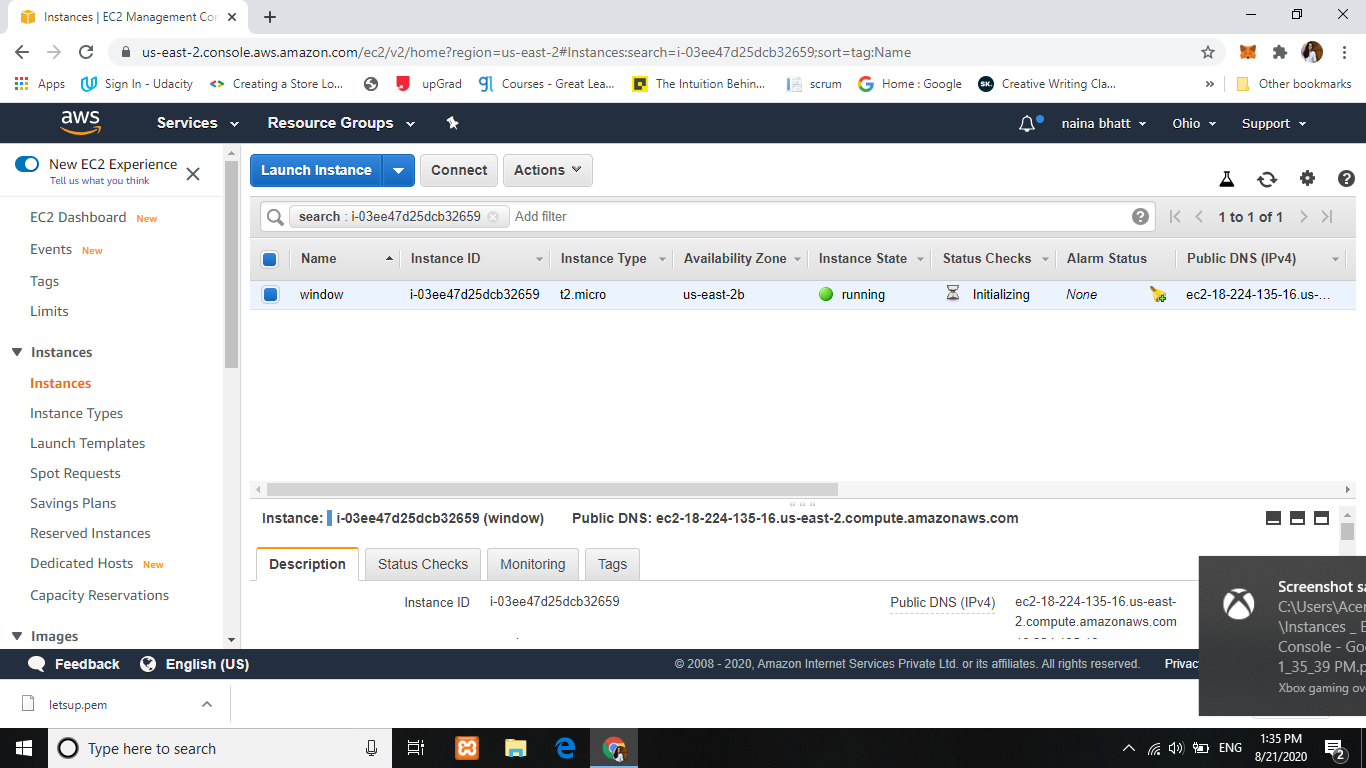 Instances | EC2 Management Con
us-east-2.console.aws.amazon.com/ec2/v2/home?region=us-east-2#Instances:search=i-03ee47d25dcb32659;sort=tag:Name
Apps Sign In - Udacity Creating a Store Lo... upGrad Courses - Great Lea... The Intuition Behin... scrum Home : Google Creative Writing Cla... » Other bookmarks
aws Services Resource Groups naina bhatt Ohio Support
New EC2 Experience
Tell us what you think
EC2 Dashboard New
Events New
Tags
Limits
Instances
Instances
Instance Types
Launch Templates
Spot Requests
Savings Plans
Reserved Instances
Dedicated Hosts New
Capacity Reservations
Images
Launch Instance Connect Actions
search : i-03ee47d25dcb32659 Add filter 1 to 1 of 1
Name Instance ID Instance Type Availability Zone Instance State Status Checks Alarm Status Public DNS (IPv4)
window i-03ee47d25dcb32659 t2.micro us-east-2b running Initializing None ec2-18-224-135-16.us-...
Instance: i-03ee47d25dcb32659 (window) Public DNS: ec2-18-224-135-16.us-east-2.compute.amazonaws.com
Description Status Checks Monitoring Tags
Instance ID i-03ee47d25dcb32659 Public DNS (IPv4) ec2-18-224-135-16.us-east-
2.compute.amazonaws.com
Screenshot sa
C:\Users\Acer
\Instances _ E
Console - Goo
1_35_39 PM.p
Xbox gaming ove
Feedback English (US) © 2008 - 2020, Amazon Internet Services Private Ltd. or its affiliates. All rights reserved. Privac
letsup.pem
Type here to search
ENG
1:35 PM
8/21/2020
2